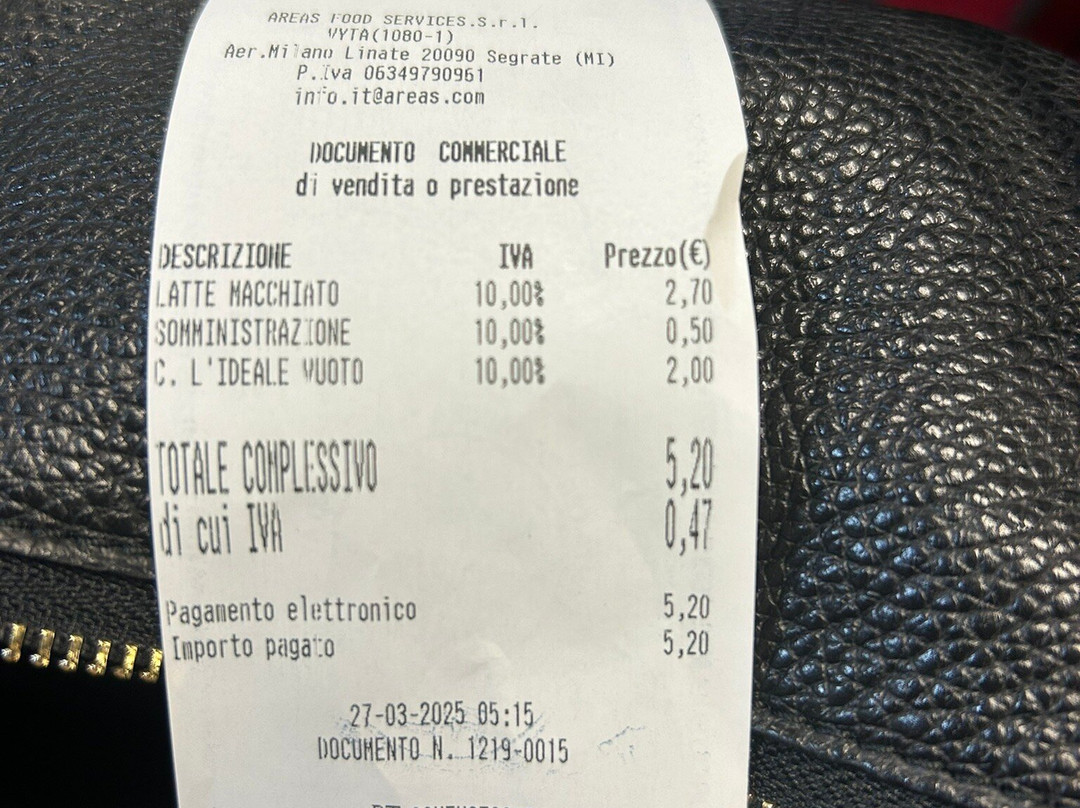 AREAS FOOD SERVICES.S.r.l.
VYTA(1080-1)
Aer.Milano Linate 20090 Segrate (MI)
P.Iva 06349790961
info.it@areas.com
DOCUMENTO COMMERCIALE
di vendita o prestazione
DESCRIZIONE IVA Prezzo(€)
LATTE MACCHIATO 10,00% 2,70
SOMMINISTRAZIONE 10,00% 0,50
C. L'IDEALE VUOTO 10,00% 2,00
TOTALE COMPLESSIVO 5,20
di cui IVA 0,47
Pagamento elettronico 5,20
Importo pagato 5,20
27-03-2025 05:15
DOCUMENTO N. 1219-0015